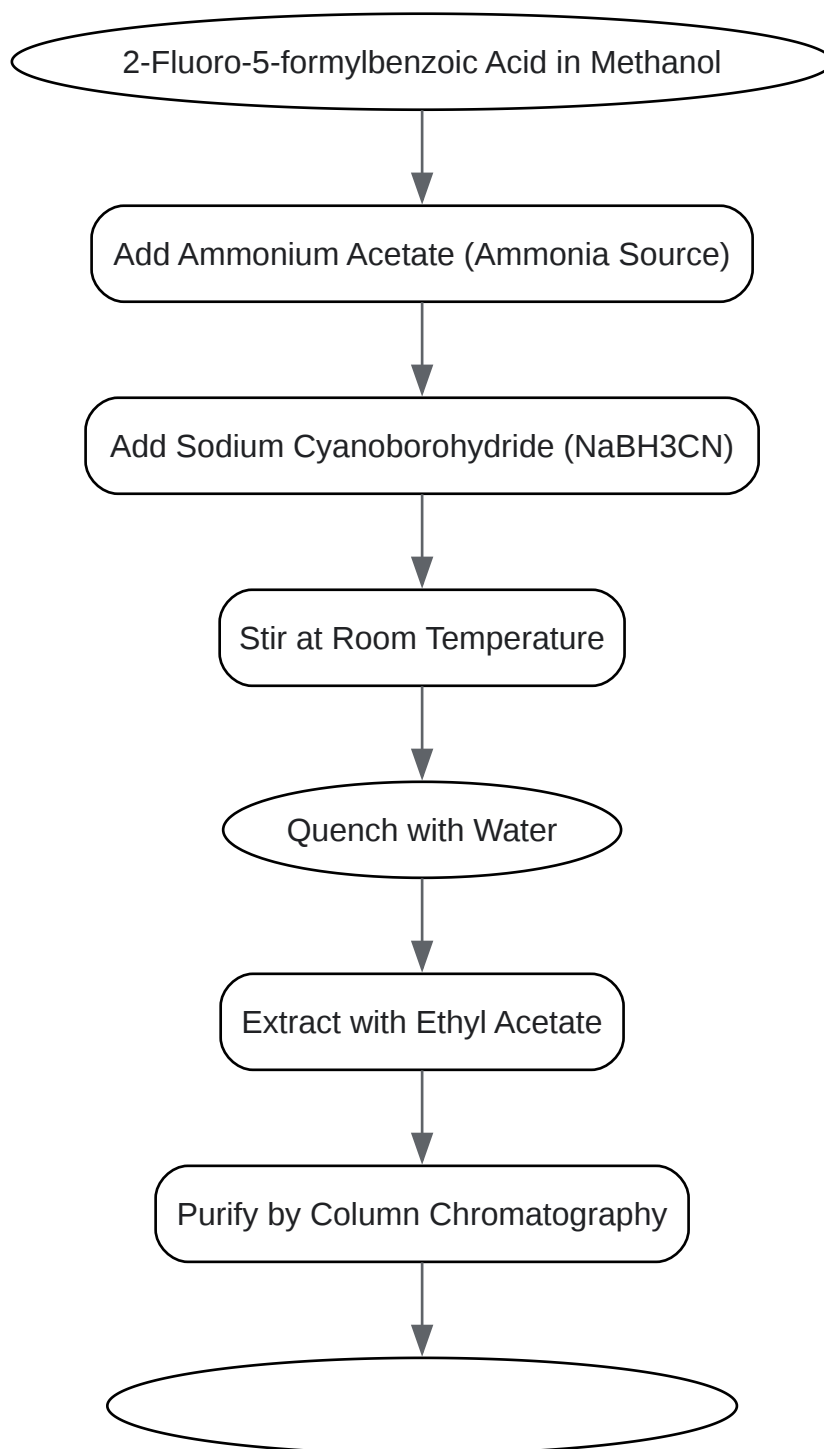 2-Fluoro-5-formylbenzoic Acid in Methanol
Add Ammonium Acetate (Ammonia Source)
Add Sodium Cyanoborohydride (NaBH3CN)
Stir at Room Temperature
Quench with Water
Extract with Ethyl Acetate
Purify by Column Chromatography